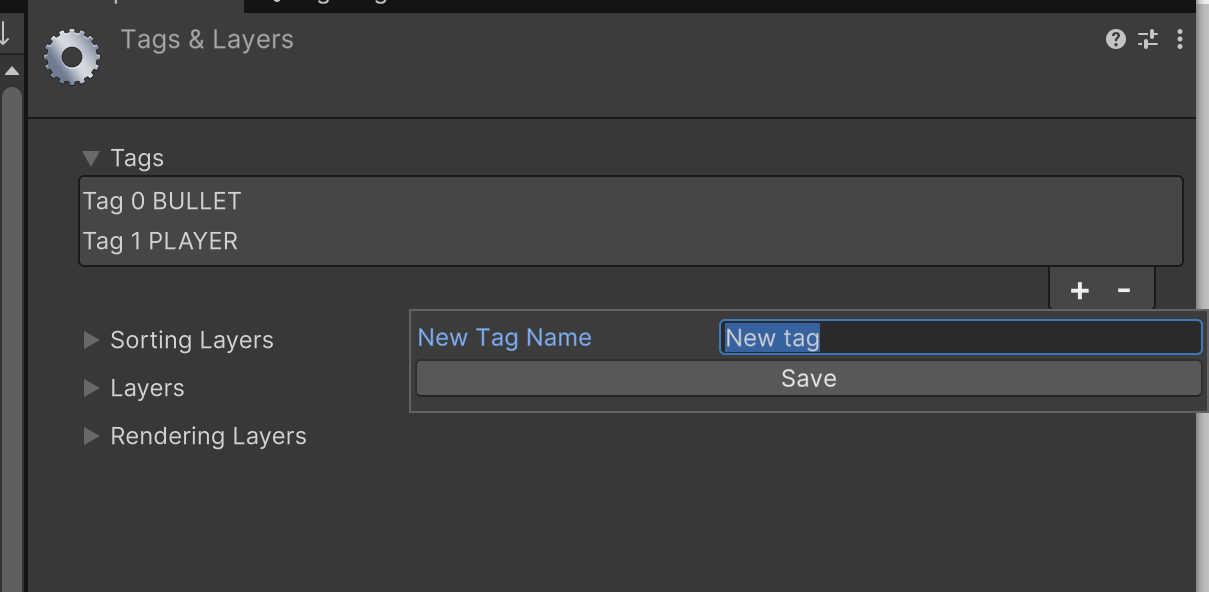 Tags & Layers
Tags
Tag 0 BULLET
Tag 1 PLAYER
Sorting Layers
New Tag Name
New tag
Save
Layers
Rendering Layers